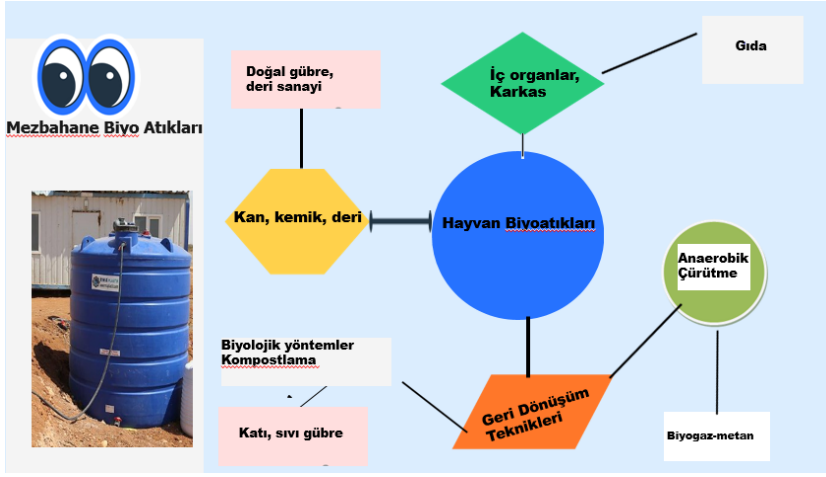 Mezbahane Biyo Atıkları
Doğal gübre,
deri sanayi
İç organlar,
Karkas
Gıda
Kan, kemik, deri
Hayvan Biyoatıkları
Anaerobik
Çürütme
Biyolojik yöntemler
Kompostlama
Geri Dönüşüm
Teknikleri
Katı, sıvı gübre
Biyogaz-metan